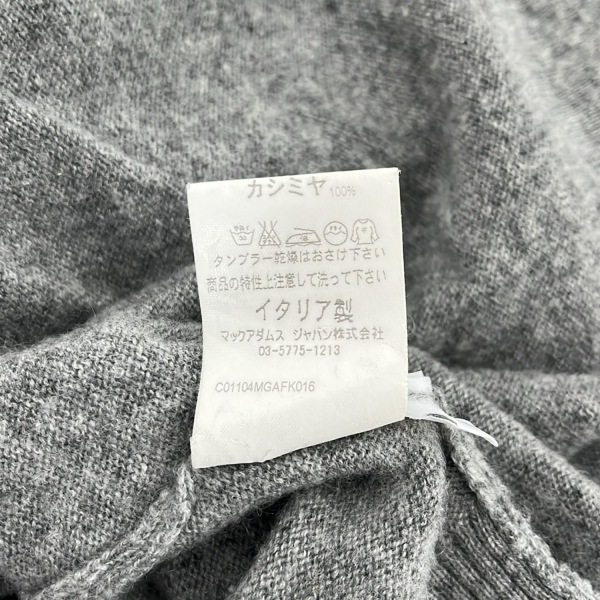 カシミヤ 100%
タンブラー乾燥はおさけ下さい
商品の特性上注意して洗って下さい
イタリア製
マックアダムス ジャパン株式会社
03-5775-1213
C01104MGAFK016